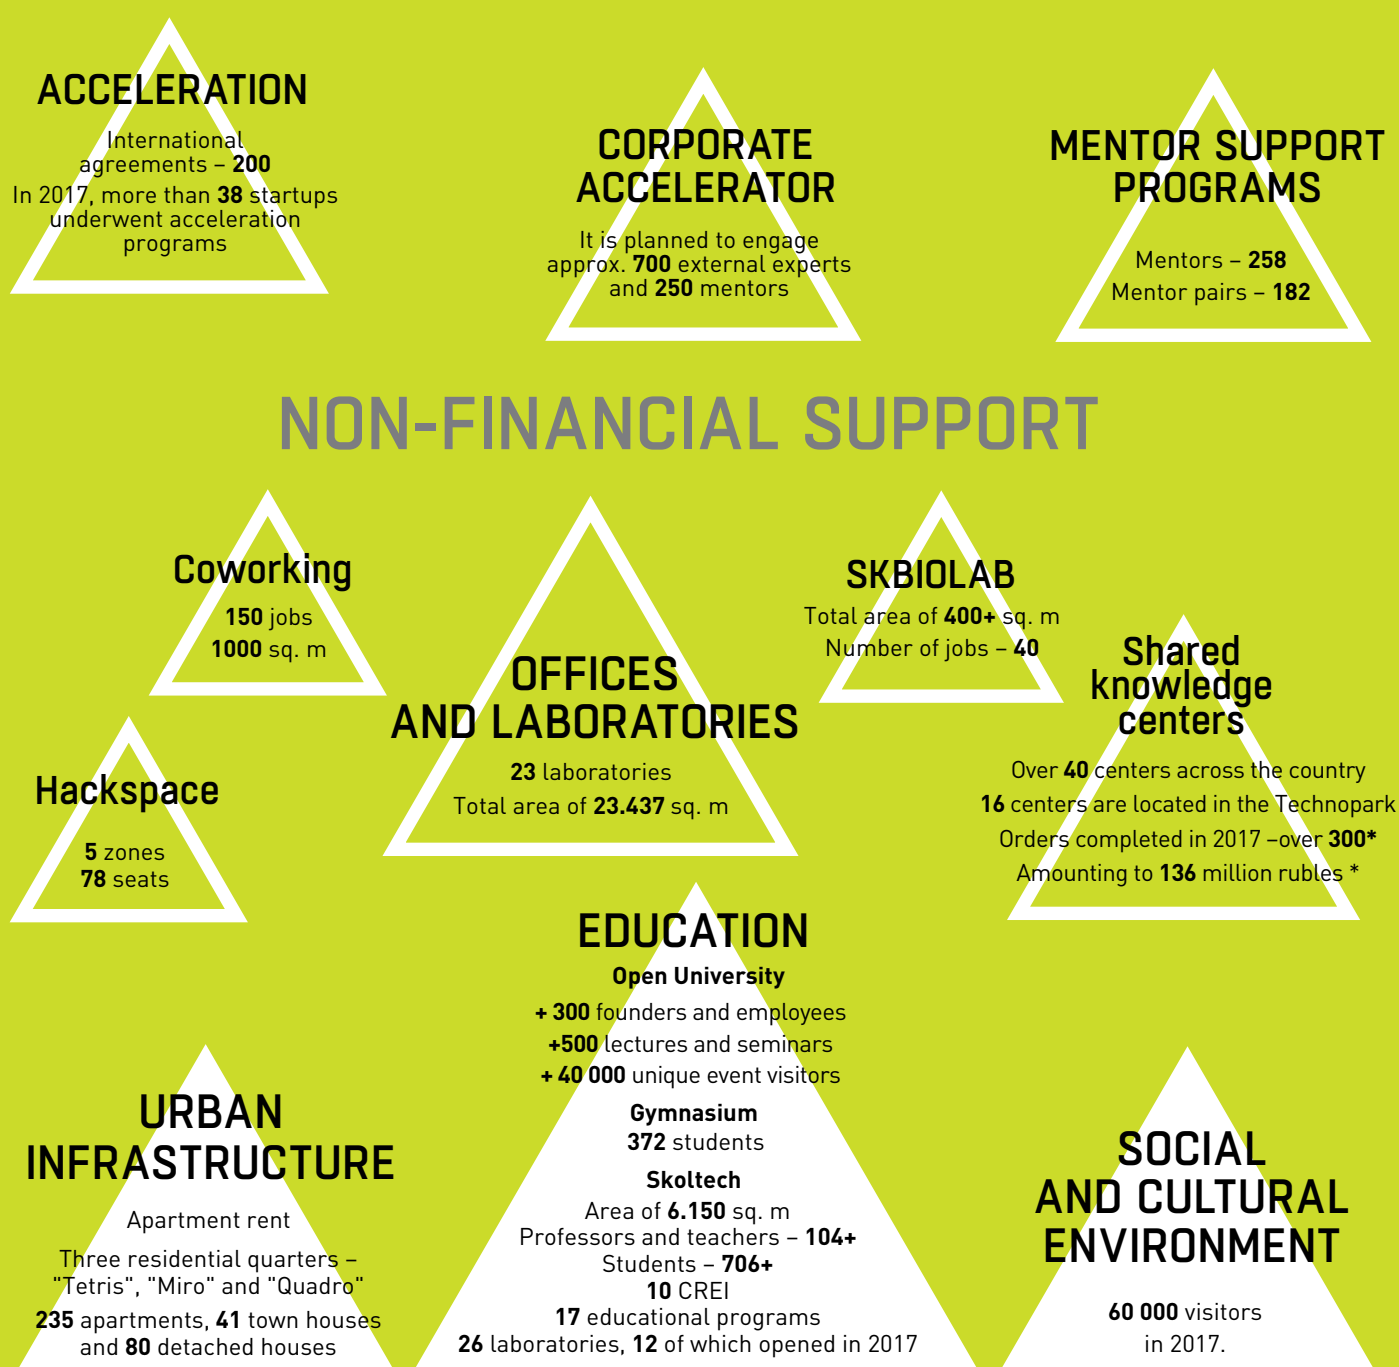 ACCELERATION
International
agreements – 200
In 2017, more than 38 startups
underwent acceleration
programs
CORPORATE
ACCELERATOR
It is planned to engage
approx. 700 external experts
and 250 mentors
MENTOR SUPPORT
PROGRAMS
Mentors – 258
Mentor pairs – 182
NON-FINANCIAL SUPPORT
Coworking
150 jobs
1000 sq. m
OFFICES
AND LABORATORIES
23 laboratories
Total area of 23.437 sq. m
SKBIOLAB
Total area of 400+ sq. m
Number of jobs – 40
Shared
knowledge
centers
Over 40 centers across the country
16 centers are located in the Technopark
Orders completed in 2017 –over 300*
Amounting to 136 million rubles *
Hackspace
5 zones
78 seats
EDUCATION
Open University
+ 300 founders and employees
+500 lectures and seminars
+ 40 000 unique event visitors
Gymnasium
372 students
Skoltech
Area of 6.150 sq. m
Professors and teachers – 104+
Students – 706+
10 CREI
17 educational programs
26 laboratories, 12 of which opened in 2017
URBAN
INFRASTRUCTURE
Apartment rent
Three residential quarters –
"Tetris", "Miro" and "Quadro"
235 apartments, 41 town houses
and 80 detached houses
SOCIAL
AND CULTURAL
ENVIRONMENT
60 000 visitors
in 2017.